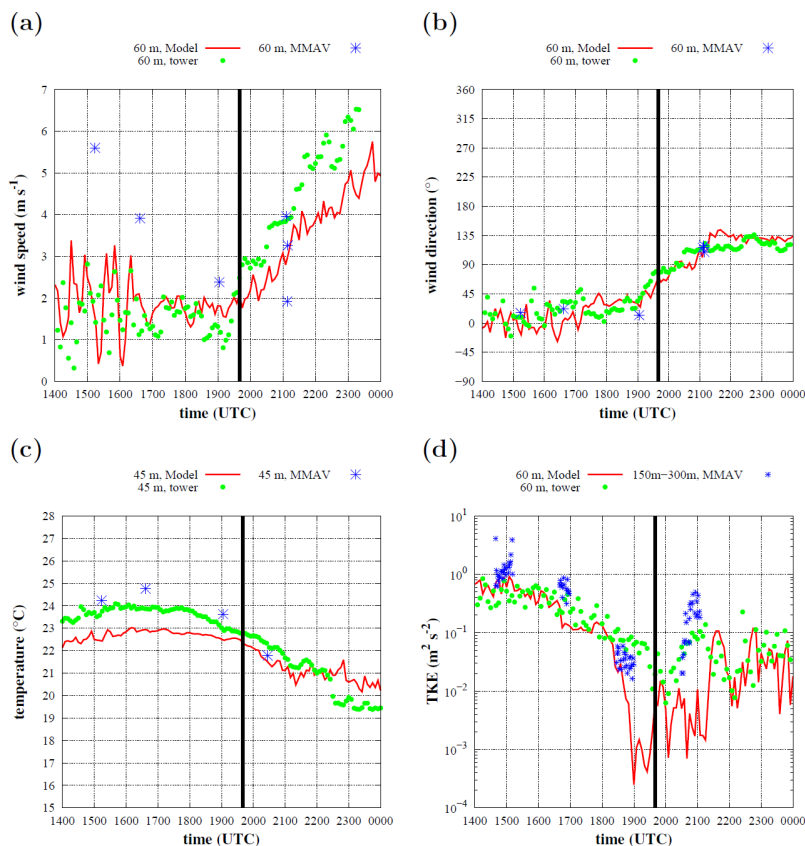 (a)
60 m, Model 60 m, MMAV
60 m, tower
7
6
5
4
3
2
1
0
wind speed (m s⁻¹)
1400 1500 1600 1700 1800 1900 2000 2100 2200 2300 0000
time (UTC)
(b)
60 m, Model 60 m, MMAV
60 m, tower
360
315
270
225
180
135
90
45
0
−45
−90
wind direction (°)
1400 1500 1600 1700 1800 1900 2000 2100 2200 2300 0000
time (UTC)
(c)
45 m, Model 45 m, MMAV
45 m, tower
28
27
26
25
24
23
22
21
20
19
18
17
16
15
temperature (°C)
1400 1500 1600 1700 1800 1900 2000 2100 2200 2300 0000
time (UTC)
(d)
60 m, Model 150m−300m, MMAV
60 m, tower
10¹
10⁰
10⁻¹
10⁻²
10⁻³
10⁻⁴
TKE (m² s⁻²)
1400 1500 1600 1700 1800 1900 2000 2100 2200 2300 0000
time (UTC)